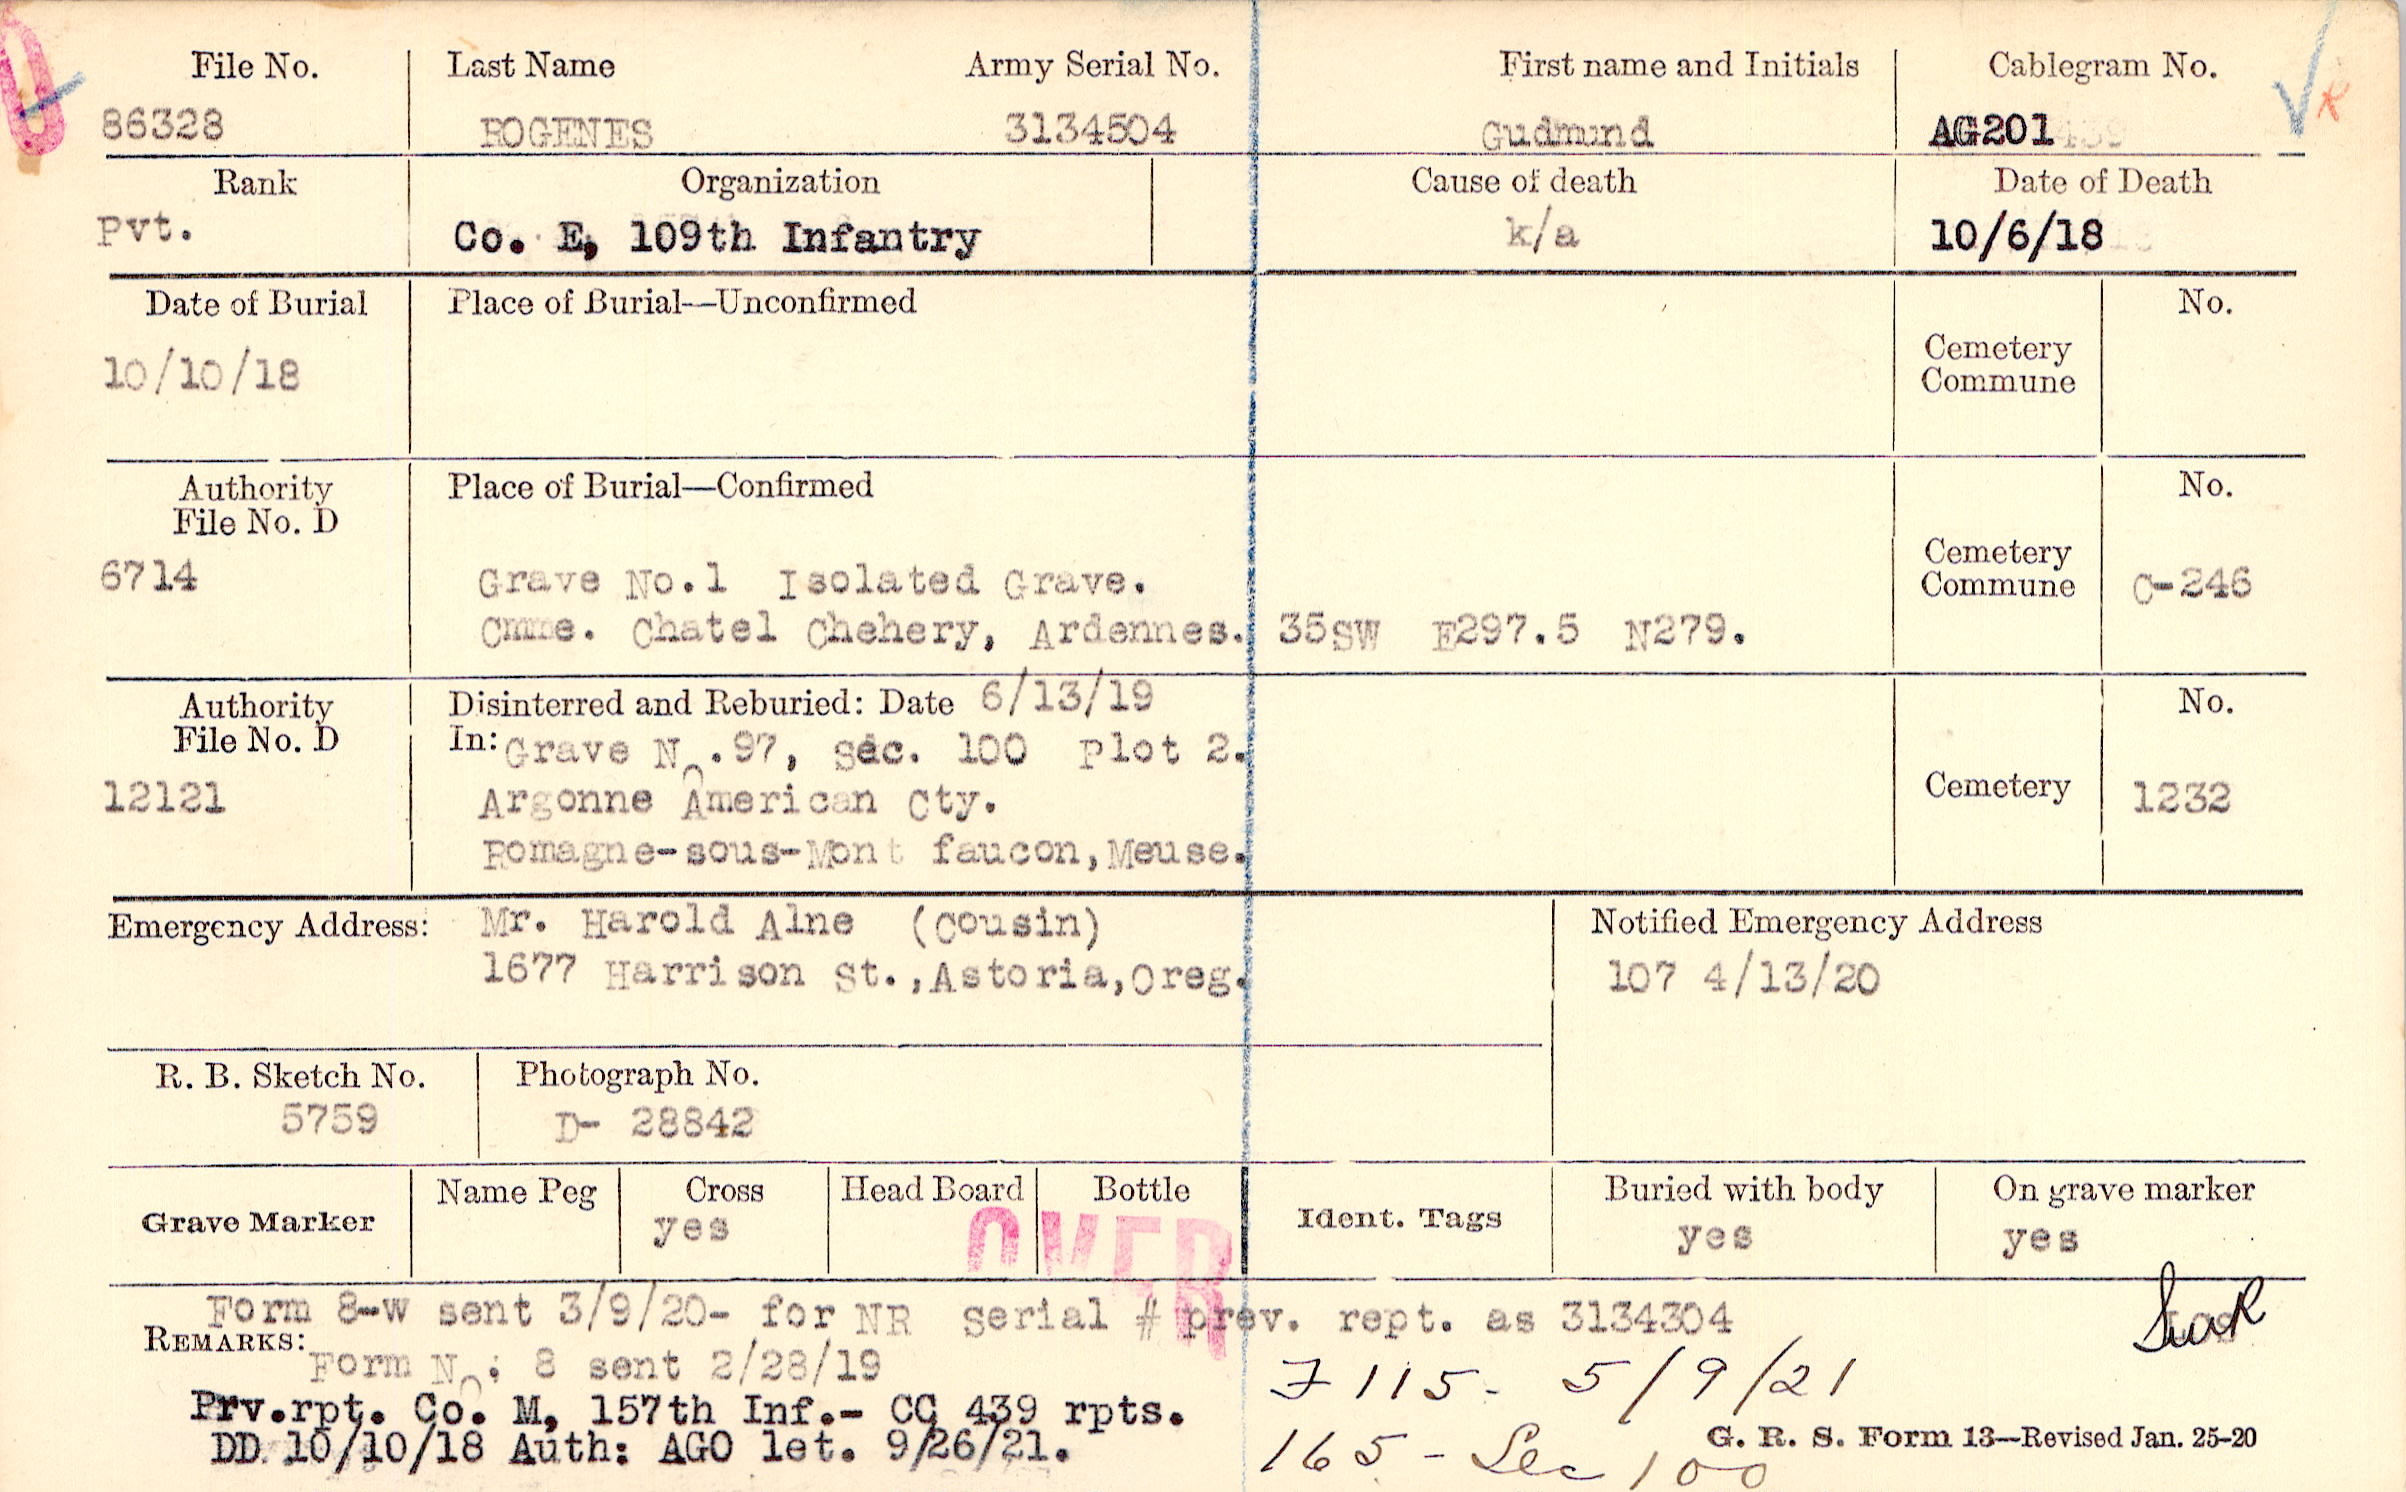 File No. Last Name Army Serial No. First name and Initials Cablegram No.
86328 ROGENES 3134504 Gudmund AG201 R
Rank Organization Cause of death Date of Death
Pvt. Co. E, 109th Infantry k/a 10/6/18
Date of Burial Place of Burial—Unconfirmed No.
10/10/18 Cemetery
Commune
Authority Place of Burial—Confirmed No.
File No. D
6714 Grave No.1 Isolated Grave. Cemetery
Commune C-246
Cmme. Chatel Chehery, Ardennes. 35SW E297.5 N279.
Authority Disinterred and Reburied: Date 6/13/19 No.
File No. D In: Grave No.97, Sec. 100 Plot 2.
12121 Argonne American Cty. Cemetery 1232
Romagne-sous-Mont faucon,Meuse.
Emergency Address: Mr. Harold Alne (cousin) Notified Emergency Address
1677 Harrison St.,Astoria,Oreg. 107 4/13/20
R. B. Sketch No. Photograph No.
5759 D- 28842
Grave Marker Name Peg Cross Head Board Bottle Ident. Tags Buried with body On grave marker
yes yes yes
OVER
Form 8-W sent 3/9/20- for NR serial # prev. rept. as 3134304
REMARKS:
Form No: 8 sent 2/28/19
7115- 5/9/21
Prv.rpt. Co. M, 157th Inf.- CC 439 rpts.
DD 10/10/18 Auth: AGO let. 9/26/21.
165 - Sec 100
G. R. S. Form 13—Revised Jan. 25-20